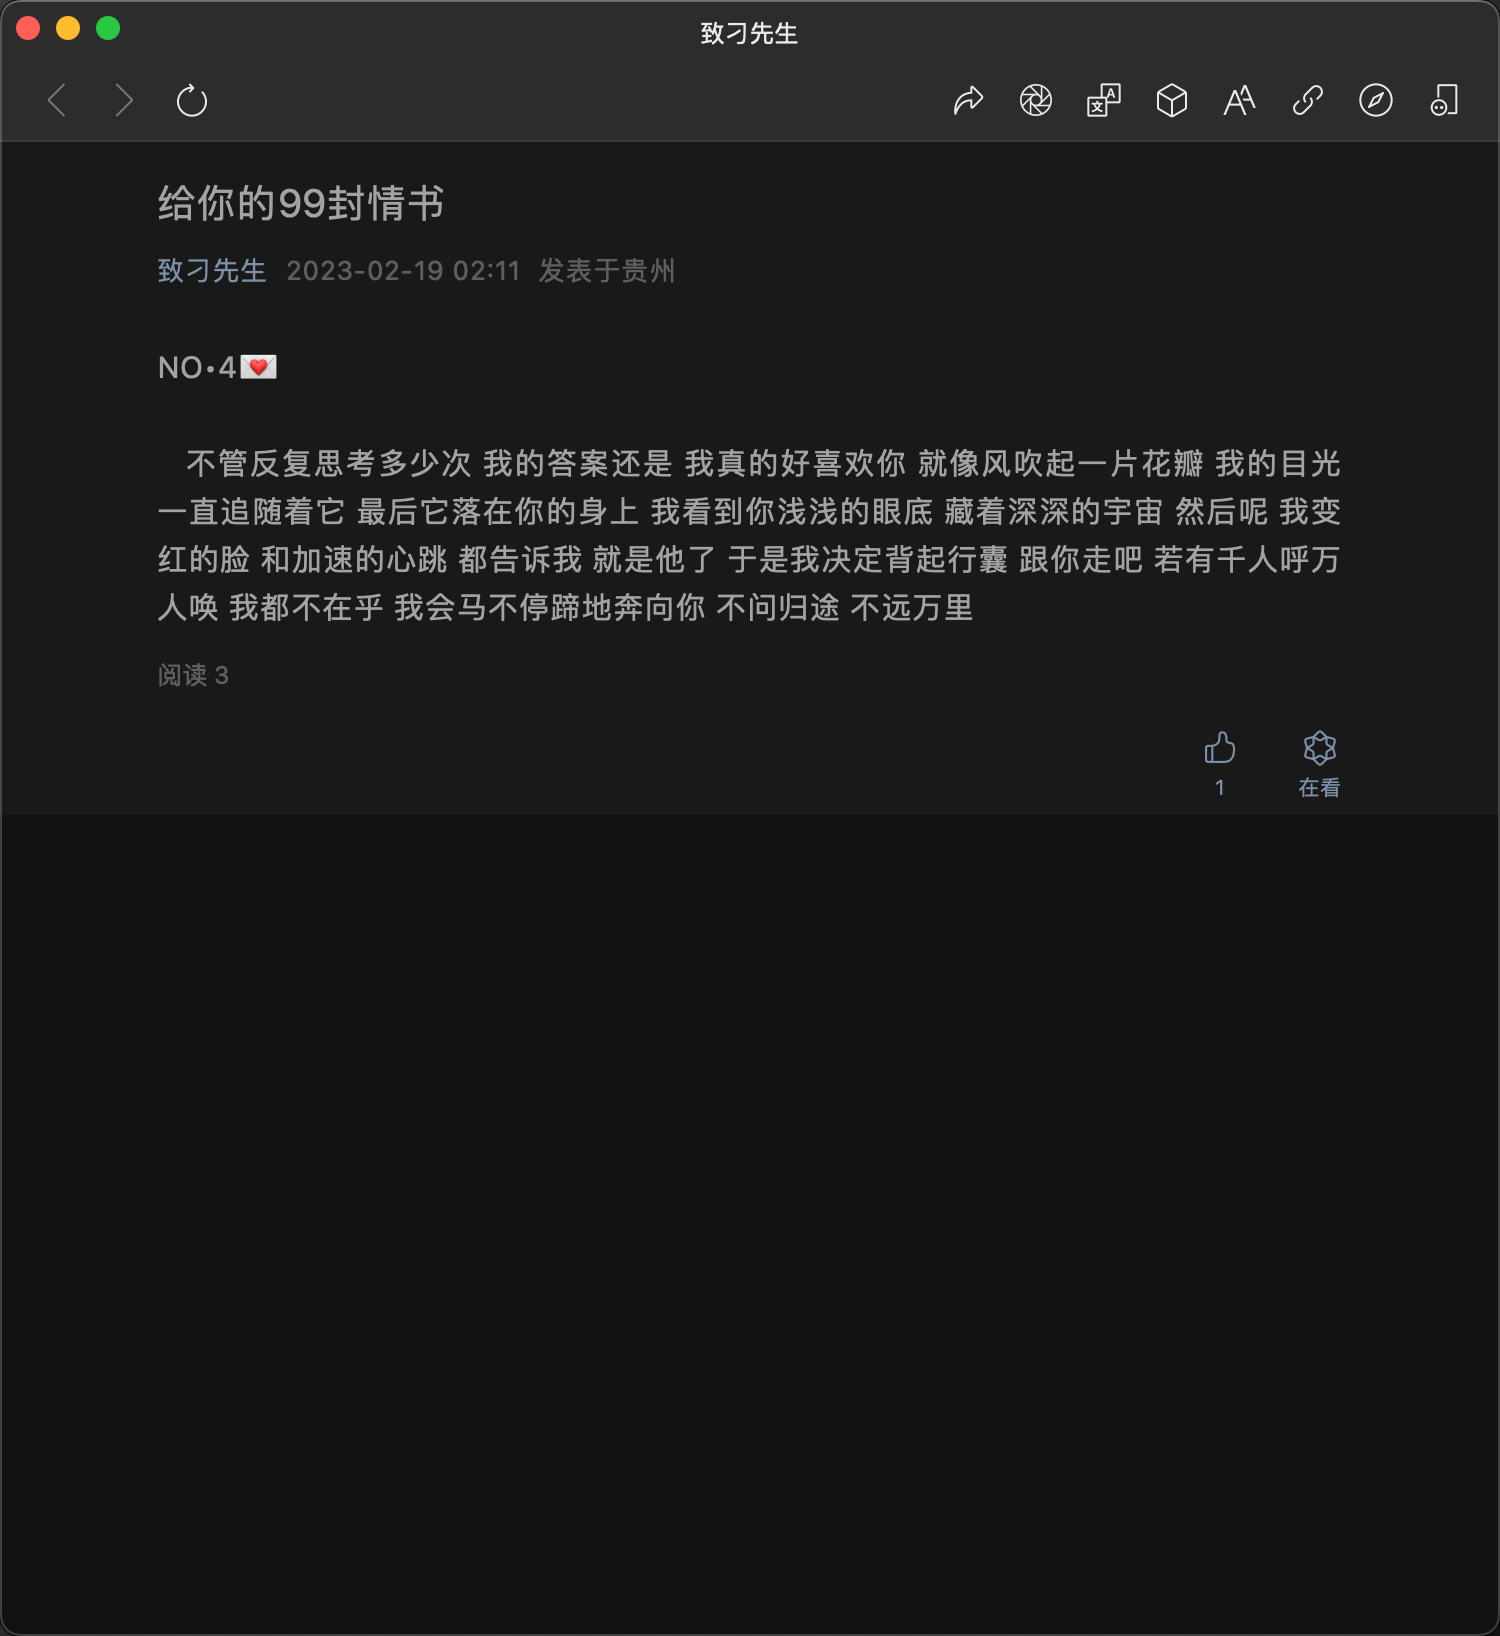 致刁先生
给你的99封情书
致刁先生 2023-02-19 02:11 发表于贵州
NO•4💌
不管反复思考多少次 我的答案还是 我真的好喜欢你 就像风吹起一片花瓣 我的目光
一直追随着它 最后它落在你的身上 我看到你浅浅的眼底 藏着深深的宇宙 然后呢 我变
红的脸 和加速的心跳 都告诉我 就是他了 于是我决定背起行囊 跟你走吧 若有千人呼万
人唤 我都不在乎 我会马不停蹄地奔向你 不问归途 不远万里
阅读 3
1 在看